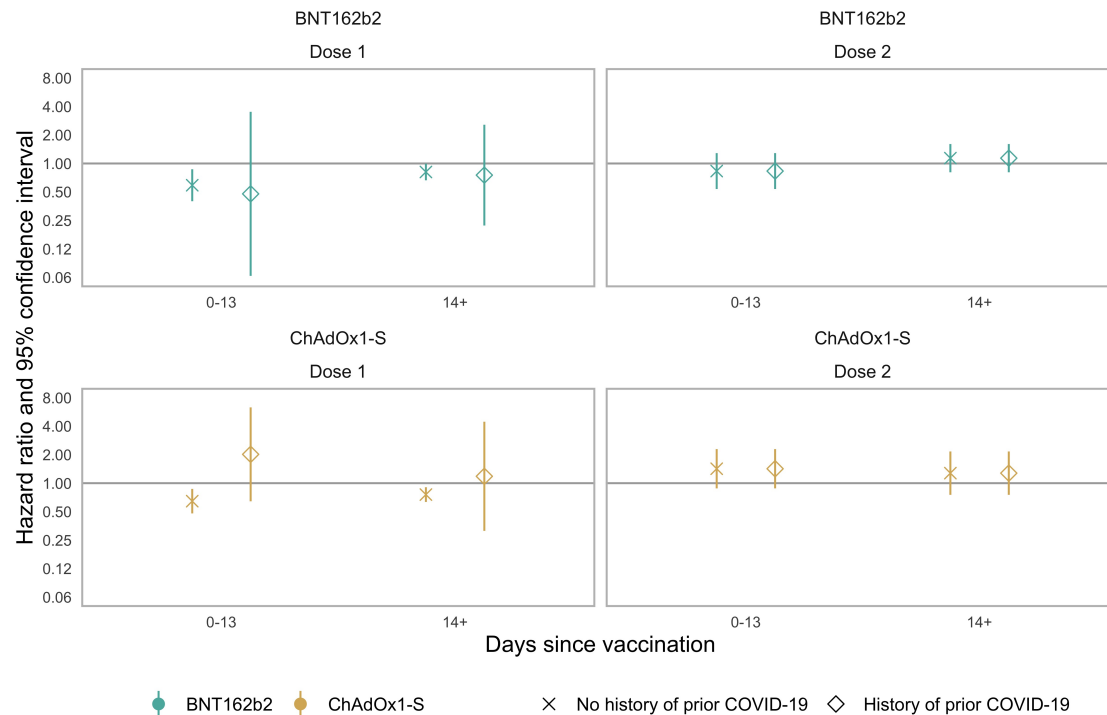 BNT162b2
BNT162b2
Dose 1
Dose 2
Hazard ratio and 95% confidence interval
8.00
4.00
2.00
1.00
0.50
0.25
0.12
0.06
0-13
14+
0-13
14+
ChAdOx1-S
ChAdOx1-S
Dose 1
Dose 2
8.00
4.00
2.00
1.00
0.50
0.25
0.12
0.06
0-13
14+
0-13
14+
Days since vaccination
BNT162b2
ChAdOx1-S
No history of prior COVID-19
History of prior COVID-19